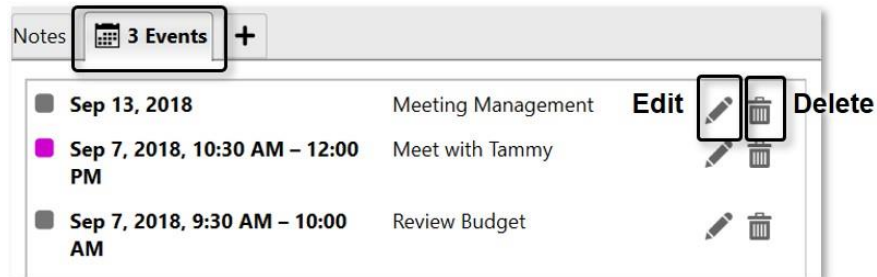 Notes 3 Events +
Sep 13, 2018 Meeting Management Edit Delete
Sep 7, 2018, 10:30 AM – 12:00 Meet with Tammy
PM
Sep 7, 2018, 9:30 AM – 10:00 Review Budget
AM